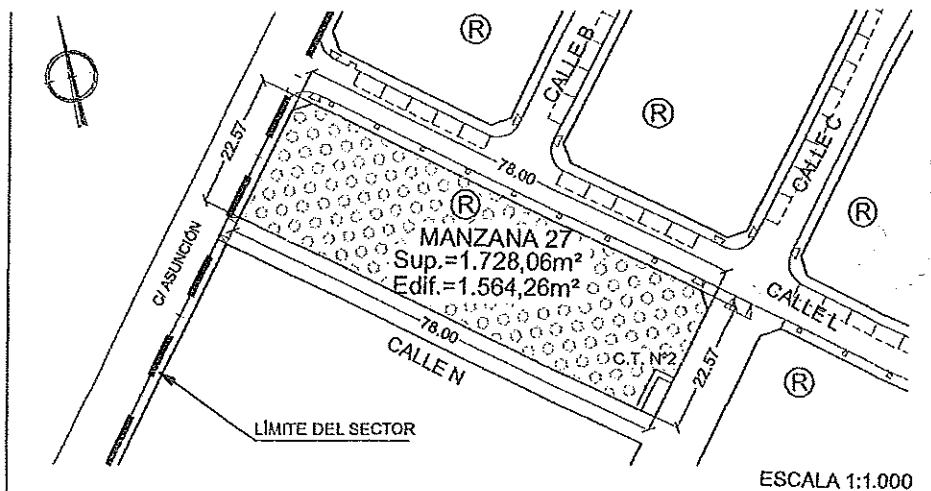 R
CALLE B
R
CALLE C
22.57
78.00
R
R
MANZANA 27
Sup.=1.728,06m²
Edif.=1.564,26m²
C/ ASUNCIÓN
CALLE L
78.00
CALLE N
C.T. Nº2
22.57
R
LÍMITE DEL SECTOR
ESCALA 1:1.000